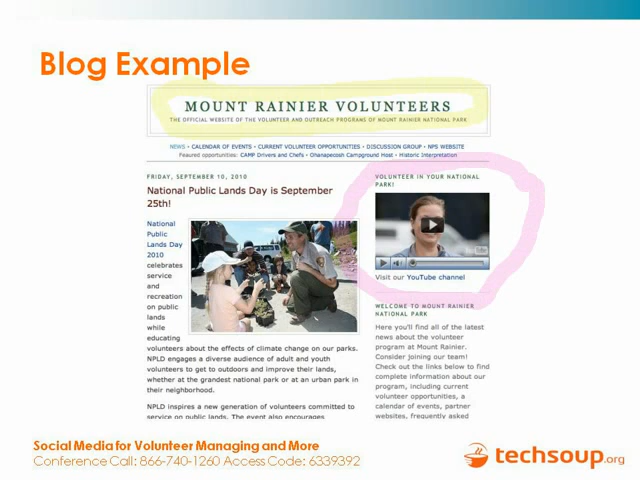 Blog Example
MOUNT RAINIER VOLUNTEERS
THE OFFICIAL WEBSITE OF THE VOLUNTEER AND OUTREACH PROGRAMS OF MOUNT RAINIER NATIONAL PARK
NEWS • CALENDAR OF EVENTS • CURRENT VOLUNTEER OPPORTUNITIES • DISCUSSION GROUP • NPS WEBSITE
Featured opportunities: CAMP Drivers and Chefs • Ohanapecosh Campground Host • Historic Interpretation
FRIDAY, SEPTEMBER 10, 2010
National Public Lands Day is September
25th!
National
Public
Lands Day
2010
celebrates
service
and
recreation
on public
lands
while
educating
volunteers about the effects of climate change on our parks.
NPLD engages a diverse audience of adult and youth
volunteers to get to outdoors and improve their lands,
whether at the grandest national park or at an urban park in
their neighborhood.
NPLD inspires a new generation of volunteers committed to
service on public lands. The event also encourages
VOLUNTEER IN YOUR NATIONAL
PARK!
Visit our YouTube channel
WELCOME TO MOUNT RAINIER
NATIONAL PARK
Here you'll find all of the latest
news about the volunteer
program at Mount Rainier.
Consider joining our team!
Check out the links below to find
complete information about our
program, including current
volunteer opportunities, a
calendar of events, partner
websites, frequently asked
Social Media for Volunteer Managing and More
Conference Call: 866-740-1260 Access Code: 6339392
techsoup.org